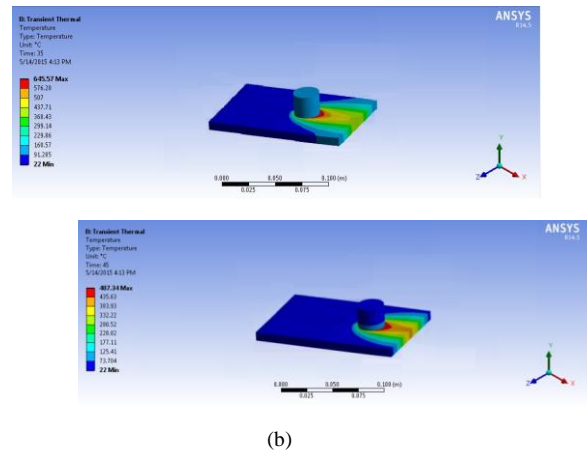 B: Transient Thermal
Temperature
Type: Temperature
Unit: °C
Time: 35
5/14/2015 4:13 PM
645.57 Max
576.28
507
437.71
368.43
299.14
229.86
160.57
91.285
22 Min
ANSYS
R14.5
0.000
0.050
0.100 (m)
0.025
0.075
Y
Z
X
B: Transient Thermal
Temperature
Type: Temperature
Unit: °C
Time: 45
5/14/2015 4:13 PM
487.34 Max
435.63
383.93
332.22
280.52
228.82
177.11
125.41
73.704
22 Min
ANSYS
R14.5
0.000
0.050
0.100 (m)
0.025
0.075
Y
Z
X
(b)